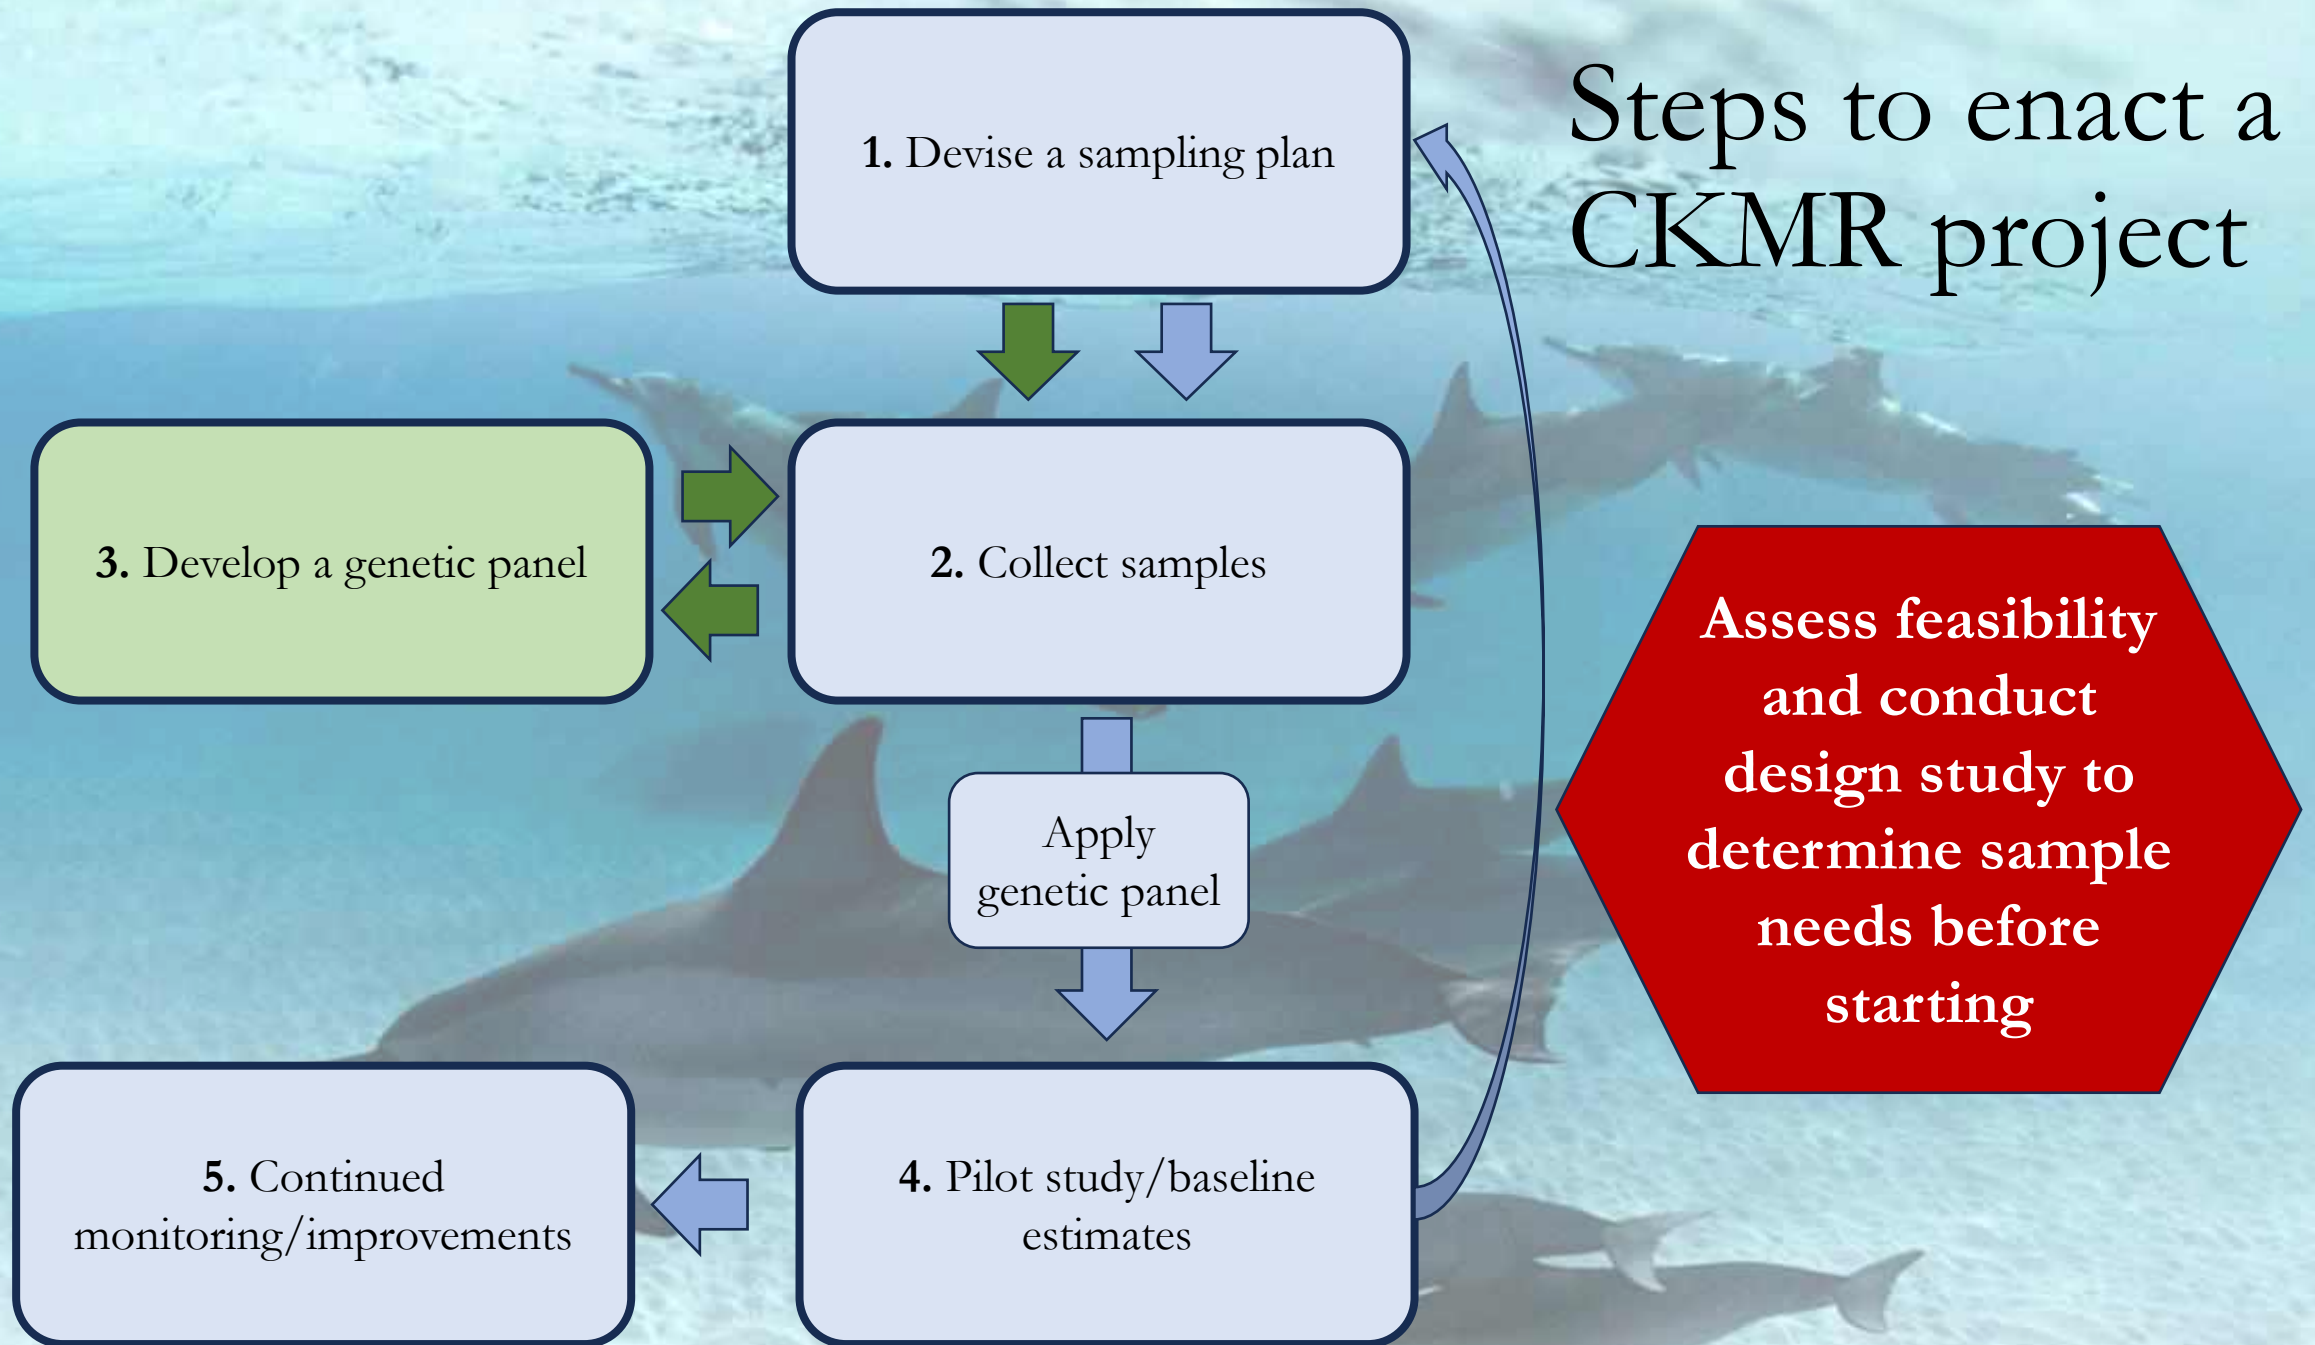 Steps to enact a
CKMR project
1. Devise a sampling plan
3. Develop a genetic panel
2. Collect samples
Apply
genetic panel
Assess feasibility
and conduct
design study to
determine sample
needs before
starting
5. Continued
monitoring/improvements
4. Pilot study/baseline
estimates